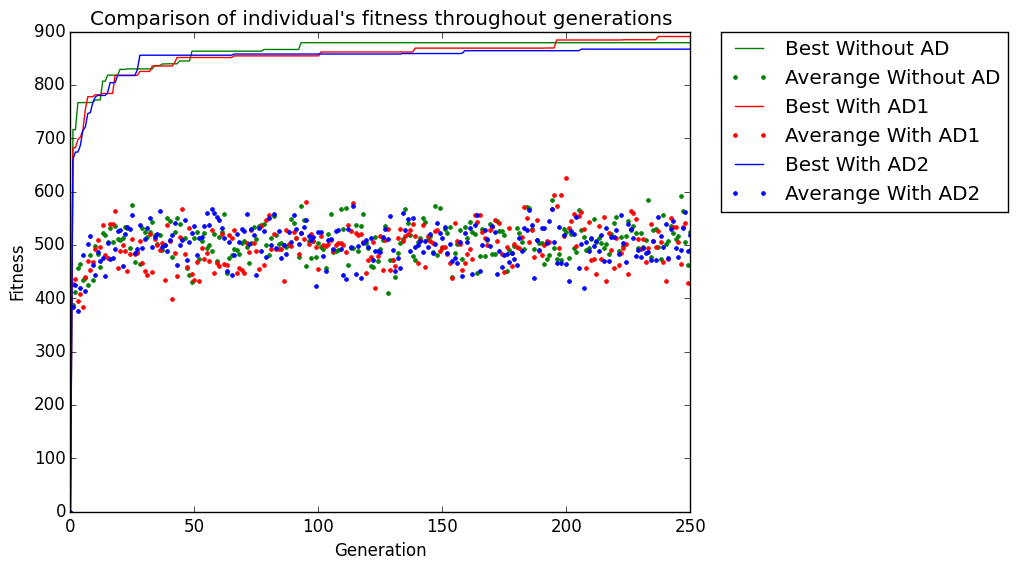 Comparison of individual's fitness throughout generations
900
800
700
600
500
400
300
200
100
0
Fitness
0 50 100 150 200 250
Generation
Best Without AD
Averange Without AD
Best With AD1
Averange With AD1
Best With AD2
Averange With AD2